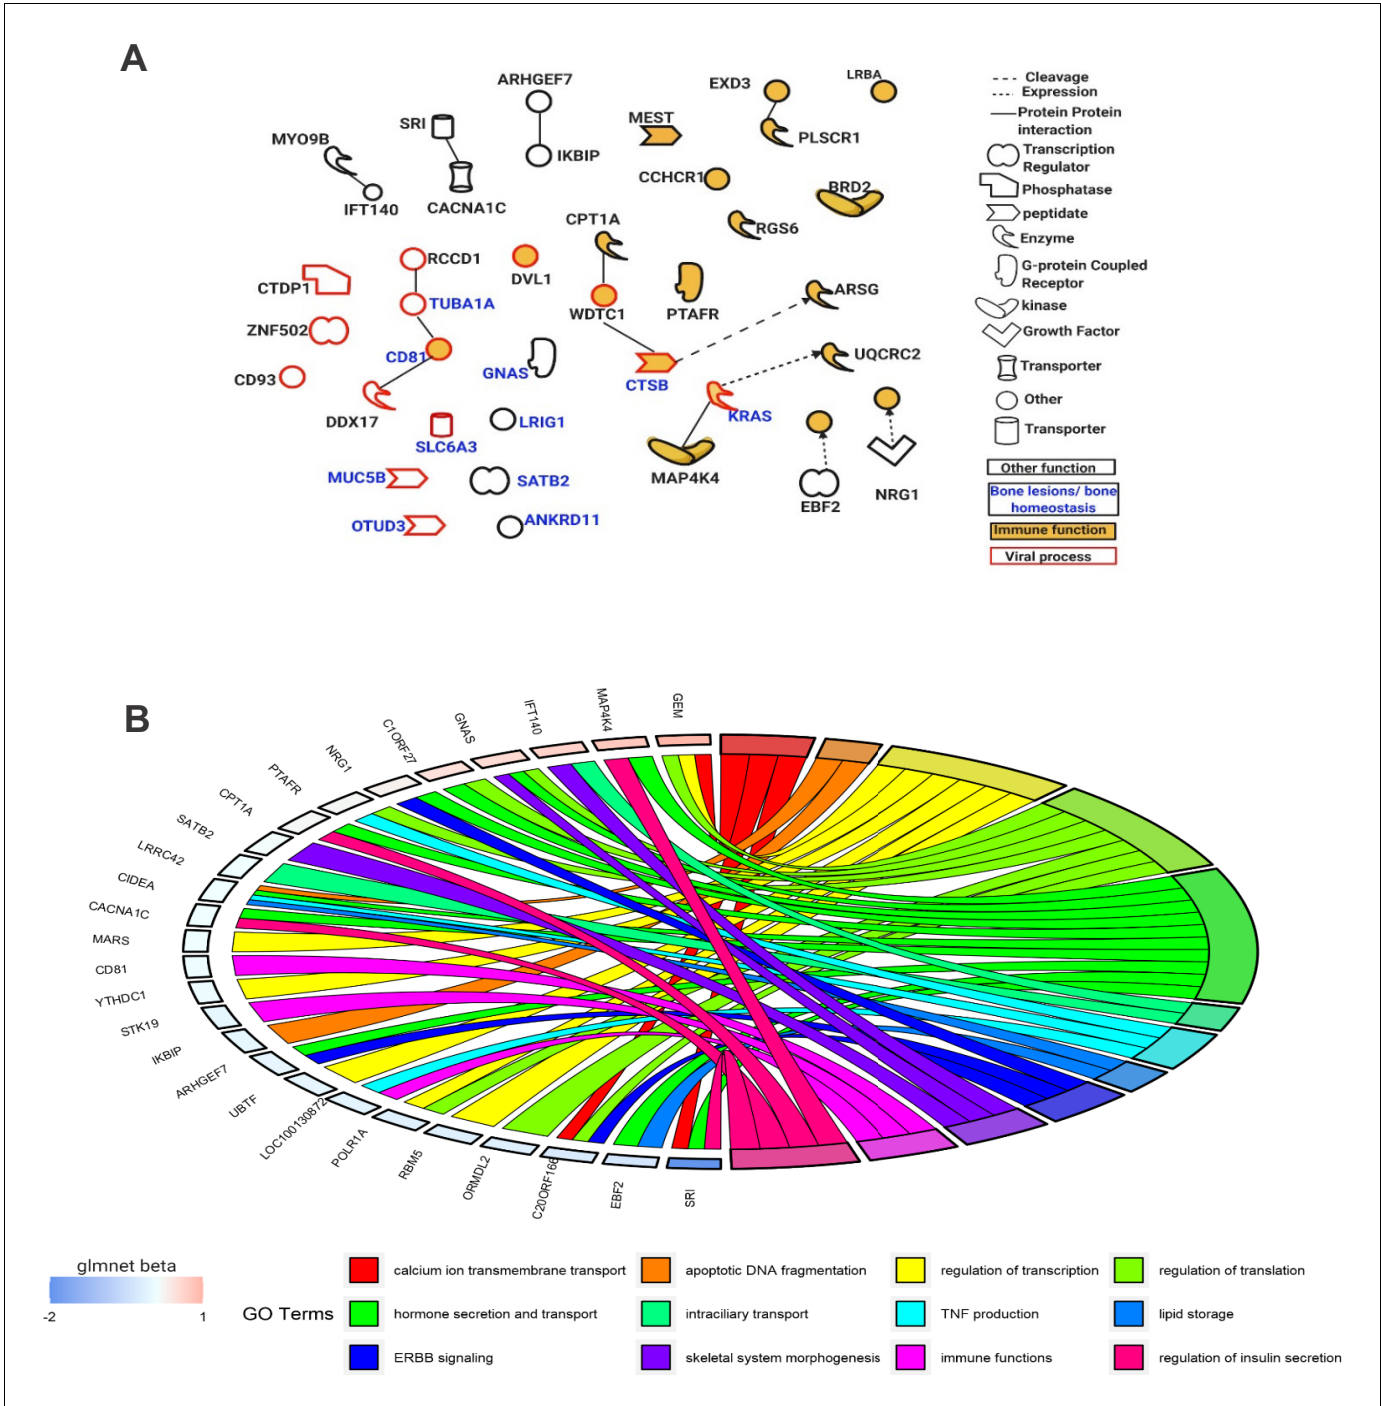 A
ARHGEF7
EXD3
LRBA
SRI
MEST
MYO9B
PLSCR1
IKBIP
CCHCR1
BRD2
IFT140
CACNA1C
CPT1A
RGS6
RCCD1
DVL1
CTDP1
ARSG
TUBA1A
WDTC1
PTAFR
ZNF502
CD81
UQCRC2
GNAS
CD93
CTSB
DDX17
LRIG1
KRAS
SLC6A3
MUC5B
SATB2
MAP4K4
NRG1
EBF2
OTUD3
ANKRD11
Cleavage
Expression
Protein Protein
interaction
Transcription
Regulator
Phosphatase
peptidate
Enzyme
G-protein Coupled
Receptor
kinase
Growth Factor
Transporter
Other
Transporter
Other function
Bone lesions/ bone
homeostasis
Immune function
Viral process
B
GEM
MAP4K4
IFT140
GNAS
C1ORF27
NRG1
PTAFR
CPT1A
SATB2
LRRC42
CIDEA
CACNA1C
MARS
CD81
YTHDC1
STK19
IKBIP
ARHGEF7
UBTF
LOC100130872
POLR1A
RBM5
ORMDL2
C20ORF166
EBF2
SRI
glmnet beta
-2 1
GO Terms
calcium ion transmembrane transport apoptotic DNA fragmentation regulation of transcription regulation of translation
hormone secretion and transport intraciliary transport TNF production lipid storage
ERBB signaling skeletal system morphogenesis immune functions regulation of insulin secretion